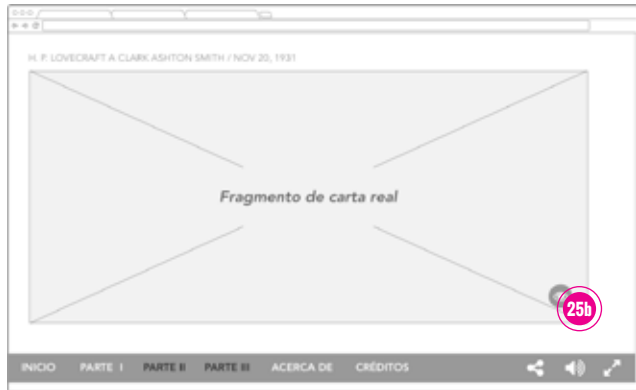 H. P. LOVECRAFT A CLARK ASHTON SMITH / NOV 20, 1931
Fragmento de carta real
25b
INICIO PARTE I PARTE II PARTE III ACERCA DE CRÉDITOS